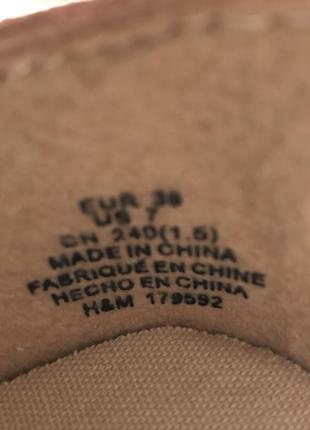 EUR 38
US 7
CN 240(1.5)
MADE IN CHINA
FABRIQUÉ EN CHINE
HECHO EN CHINA
H&M 179592